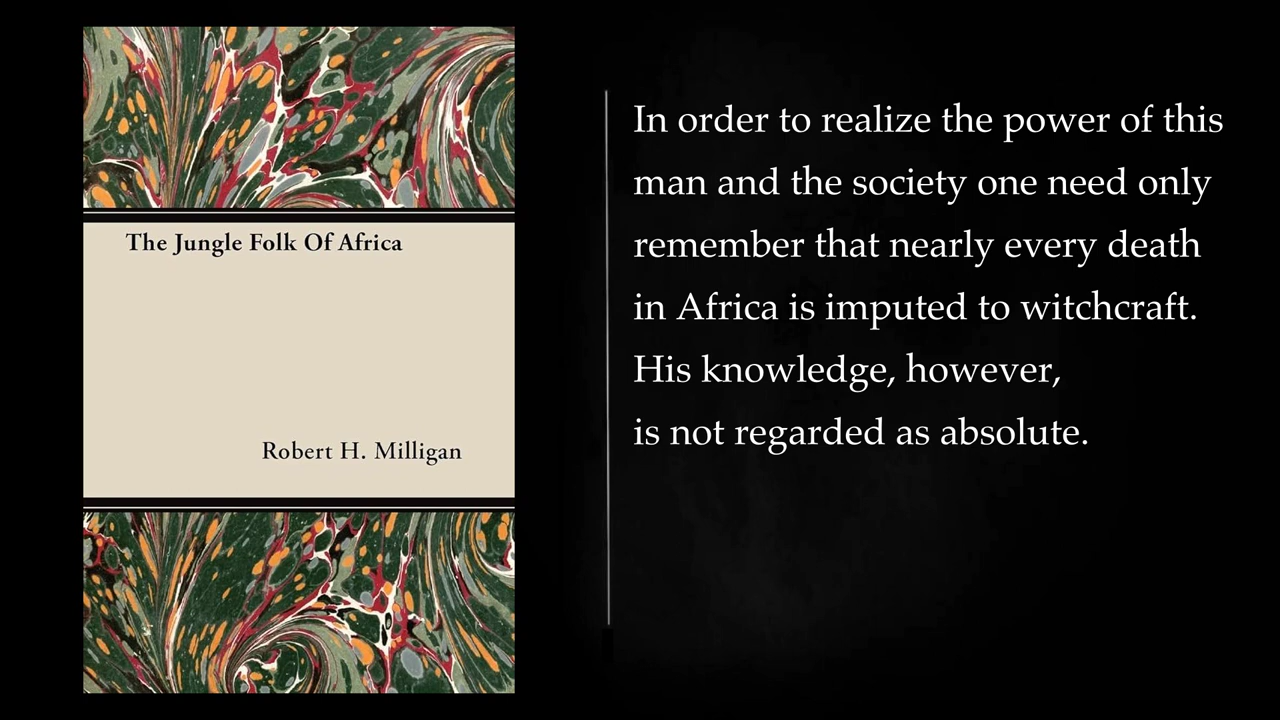 The Jungle Folk Of Africa
Robert H. Milligan
In order to realize the power of this
man and the society one need only
remember that nearly every death
in Africa is imputed to witchcraft.
His knowledge, however,
is not regarded as absolute.